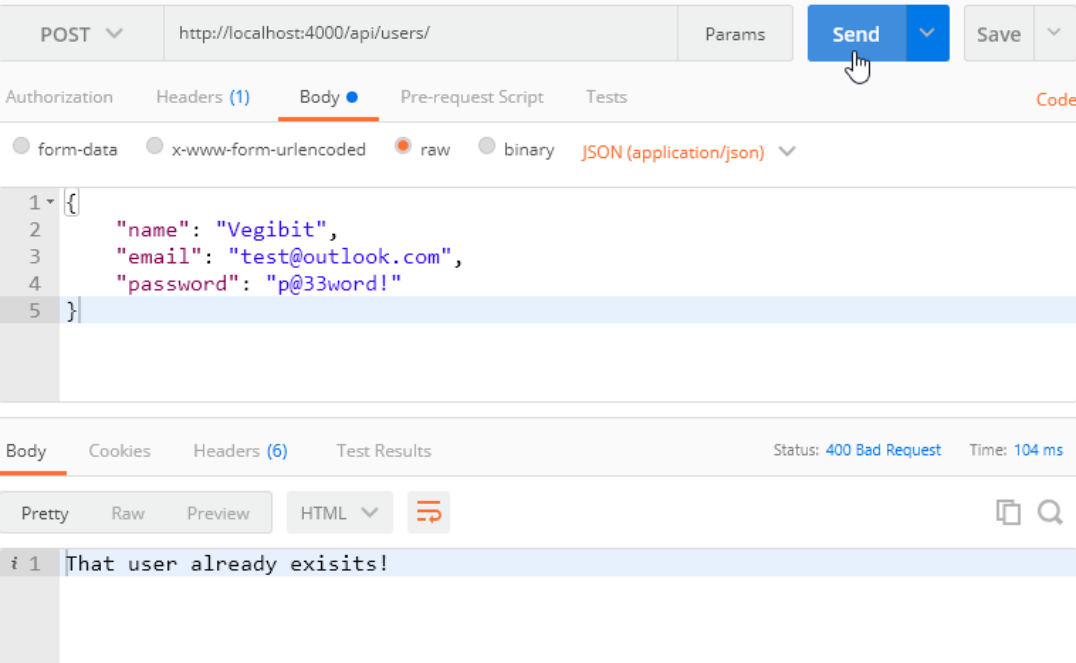 POST http://localhost:4000/api/users/ Params Send Save
Authorization Headers (1) Body Pre-request Script Tests Code
form-data x-www-form-urlencoded raw binary JSON (application/json)
1 {
2 "name": "Vegibit",
3 "email": "test@outlook.com",
4 "password": "p@33word!"
5 }
Body Cookies Headers (6) Test Results Status: 400 Bad Request Time: 104 ms
Pretty Raw Preview HTML
i 1 That user already exisits!